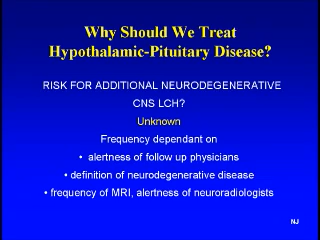 Why Should We Treat
Hypothalamic-Pituitary Disease?
RISK FOR ADDITIONAL NEURODEGENERATIVE
CNS LCH?
Unknown
Frequency dependant on
• alertness of follow up physicians
• definition of neurodegenerative disease
• frequency of MRI, alertness of neuroradiologists
NJ